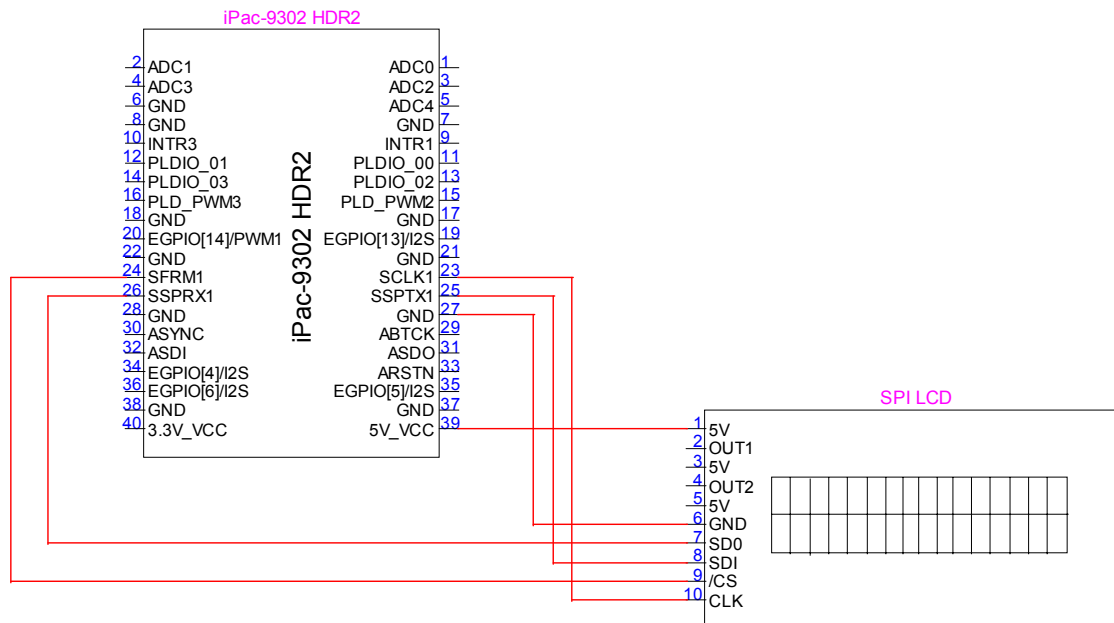 iPac-9302 HDR2
2 ADC1 ADC0 1
4 ADC3 ADC2 3
6 GND ADC4 5
8 GND GND 7
10 INTR3 INTR1 9
12 PLDIO_01 PLDIO_00 11
14 PLDIO_03 PLDIO_02 13
16 PLD_PWM3 PLD_PWM2 15
18 GND GND 17
20 EGPIO[14]/PWM1 EGPIO[13]/I2S 19
22 GND GND 21
24 SFRM1 SCLK1 23
26 SSPRX1 SSPTX1 25
28 GND GND 27
30 ASYNC ABTCK 29
32 ASDI ASDO 31
34 EGPIO[4]/I2S ARSTN 33
36 EGPIO[6]/I2S EGPIO[5]/I2S 35
38 GND GND 37
40 3.3V_VCC 5V_VCC 39
iPac-9302 HDR2
SPI LCD
1 5V
2 OUT1
3 5V
4 OUT2
5 5V
6 GND
7 SD0
8 SDI
9 /CS
10 CLK